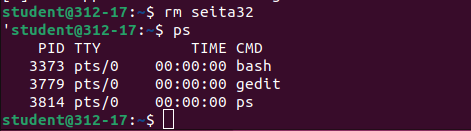 student@312-17:~$ rm seita32
'student@312-17:~$ ps
    PID TTY          TIME CMD
   3373 pts/0    00:00:00 bash
   3779 pts/0    00:00:00 gedit
   3814 pts/0    00:00:00 ps
student@312-17:~$